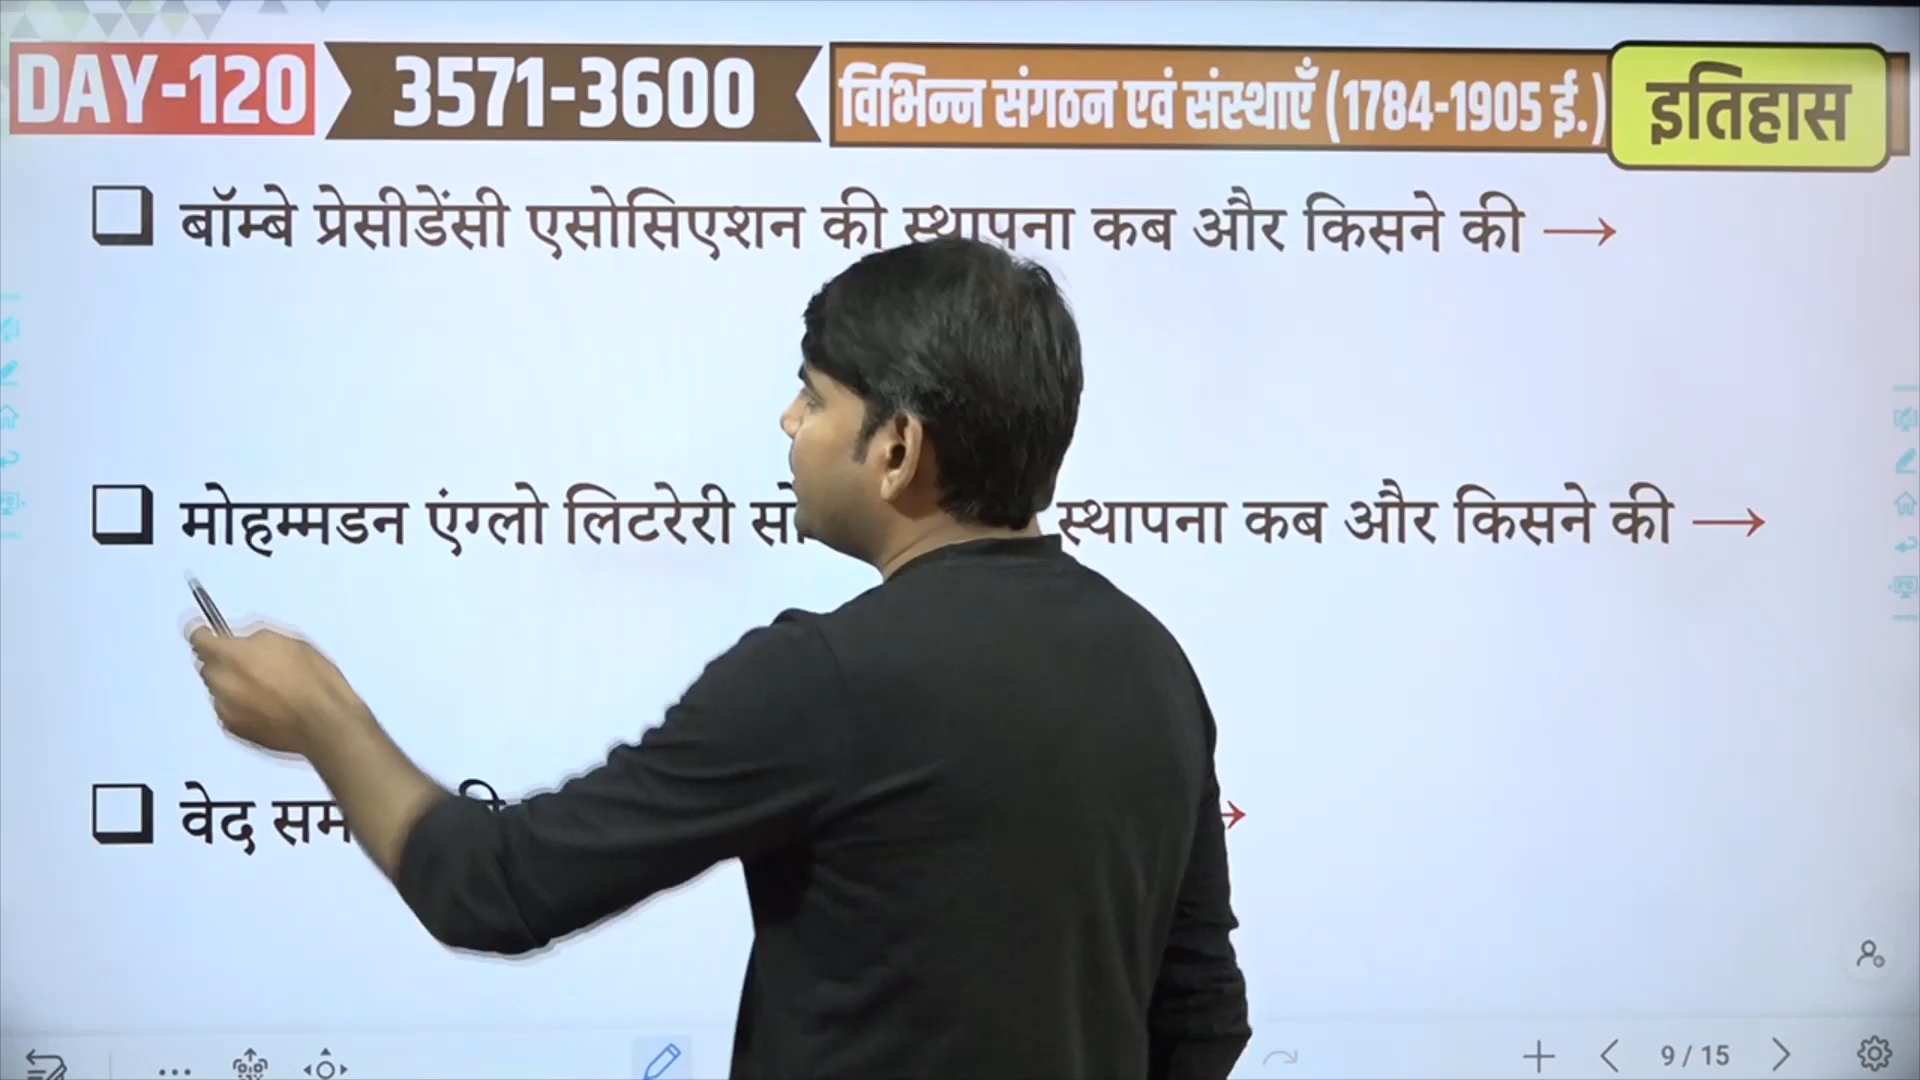 DAY-120 3571-3600 विभिन्न संगठन एवं संस्थाएँ (1784-1905 ई.) इतिहास
बॉम्बे प्रेसीडेंसी एसोसिएशन की स्थापना कब और किसने की →
मोहम्मडन एंग्लो लिटरेरी स्थापना कब और किसने की →
वेद →
9 / 15